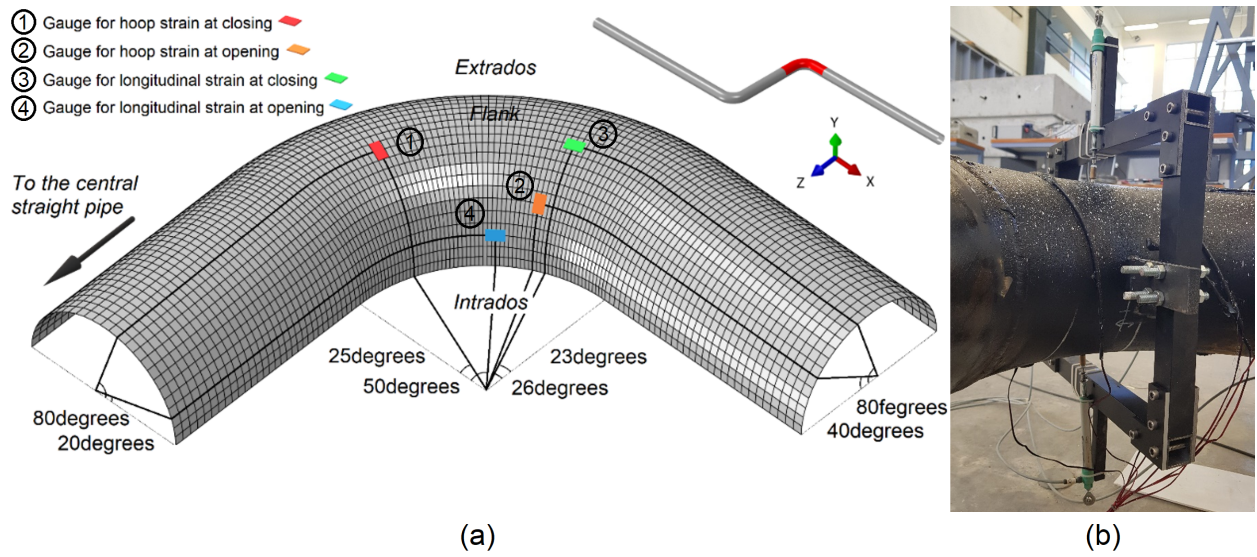 ① Gauge for hoop strain at closing
② Gauge for hoop strain at opening
③ Gauge for longitudinal strain at closing
④ Gauge for longitudinal strain at opening
Extrados
Flank
①
③
②
④
Y
Z
X
To the central
straight pipe
Intrados
25degrees
50degrees
23degrees
26degrees
80degrees
20degrees
80fegrees
40degrees
(a)
(b)